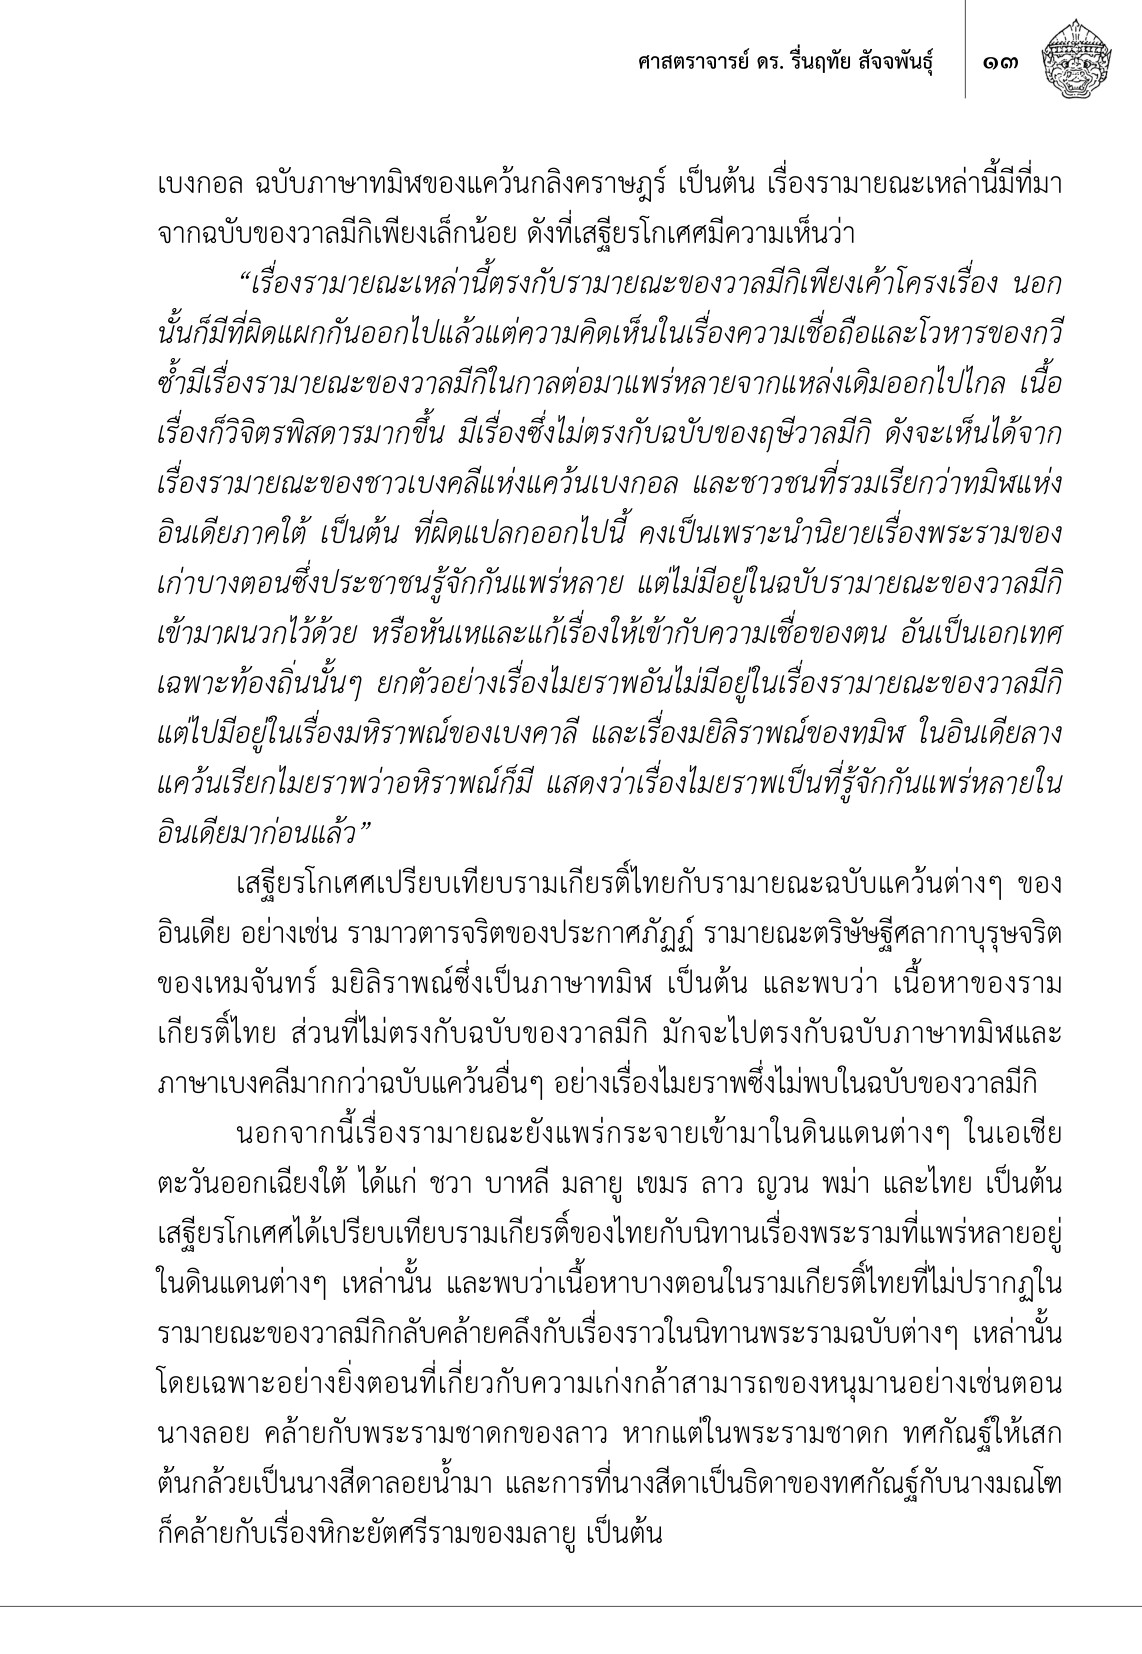 ศาสตราจารย์ ดร. รื่นฤทัย สัจจพันธุ์ ๑๓
เบงกอล ฉบับภาษาทมิฬของแคว้นกลิงคราษฎร์ เป็นต้น เรื่องรามายณะเหล่านี้มีที่มา
จากฉบับของวาลมีกิเพียงเล็กน้อย ดังที่เสฐียรโกเศศมีความเห็นว่า
“เรื่องรามายณะเหล่านี้ตรงกับรามายณะของวาลมีกิเพียงเค้าโครงเรื่อง นอก
นั้นก็มีที่ผิดแผกกันออกไปแล้วแต่ความคิดเห็นในเรื่องความเชื่อถือและโวหารของกวี
ซ้ำมีเรื่องรามายณะของวาลมีกิในกาลต่อมาแพร่หลายจากแหล่งเดิมออกไปไกล เนื้อ
เรื่องก็วิจิตรพิสดารมากขึ้น มีเรื่องซึ่งไม่ตรงกับฉบับของฤษีวาลมีกิ ดังจะเห็นได้จาก
เรื่องรามายณะของชาวเบงคลีแห่งแคว้นเบงกอล และชาวชนที่รวมเรียกว่าทมิฬแห่ง
อินเดียภาคใต้ เป็นต้น ที่ผิดแปลกออกไปนี้ คงเป็นเพราะนำนิยายเรื่องพระรามของ
เก่าบางตอนซึ่งประชาชนรู้จักกันแพร่หลาย แต่ไม่มีอยู่ในฉบับรามายณะของวาลมีกิ
เข้ามาผนวกไว้ด้วย หรือหันเหและแก้เรื่องให้เข้ากับความเชื่อของตน อันเป็นเอกเทศ
เฉพาะท้องถิ่นนั้นๆ ยกตัวอย่างเรื่องไมยราพอันไม่มีอยู่ในเรื่องรามายณะของวาลมีกิ
แต่ไปมีอยู่ในเรื่องมหิราพณ์ของเบงคาลี และเรื่องมยิลิราพณ์ของทมิฬ ในอินเดียลาง
แคว้นเรียกไมยราพว่าอหิราพณ์ก็มี แสดงว่าเรื่องไมยราพเป็นที่รู้จักกันแพร่หลายใน
อินเดียมาก่อนแล้ว”
เสฐียรโกเศศเปรียบเทียบรามเกียรติ์ไทยกับรามายณะฉบับแคว้นต่างๆ ของ
อินเดีย อย่างเช่น รามาวตารจริตของประกาศภัฏฏ์ รามายณะตริษัษฐีศลากาบุรุษจริต
ของเหมจันทร์ มยิลิราพณ์ซึ่งเป็นภาษาทมิฬ เป็นต้น และพบว่า เนื้อหาของราม
เกียรติ์ไทย ส่วนที่ไม่ตรงกับฉบับของวาลมีกิ มักจะไปตรงกับฉบับภาษาทมิฬและ
ภาษาเบงคลีมากกว่าฉบับแคว้นอื่นๆ อย่างเรื่องไมยราพซึ่งไม่พบในฉบับของวาลมีกิ
นอกจากนี้เรื่องรามายณะยังแพร่กระจายเข้ามาในดินแดนต่างๆ ในเอเชีย
ตะวันออกเฉียงใต้ ได้แก่ ชวา บาหลี มลายู เขมร ลาว ญวน พม่า และไทย เป็นต้น
เสฐียรโกเศศได้เปรียบเทียบรามเกียรติ์ของไทยกับนิทานเรื่องพระรามที่แพร่หลายอยู่
ในดินแดนต่างๆ เหล่านั้น และพบว่าเนื้อหาบางตอนในรามเกียรติ์ไทยที่ไม่ปรากฏใน
รามายณะของวาลมีกิกลับคล้ายคลึงกับเรื่องราวในนิทานพระรามฉบับต่างๆ เหล่านั้น
โดยเฉพาะอย่างยิ่งตอนที่เกี่ยวกับความเก่งกล้าสามารถของหนุมานอย่างเช่นตอน
นางลอย คล้ายกับพระรามชาดกของลาว หากแต่ในพระรามชาดก ทศกัณฐ์ให้เสก
ต้นกล้วยเป็นนางสีดาลอยน้ำมา และการที่นางสีดาเป็นธิดาของทศกัณฐ์กับนางมณโฑ
ก็คล้ายกับเรื่องหิกะยัตศรีรามของมลายู เป็นต้น